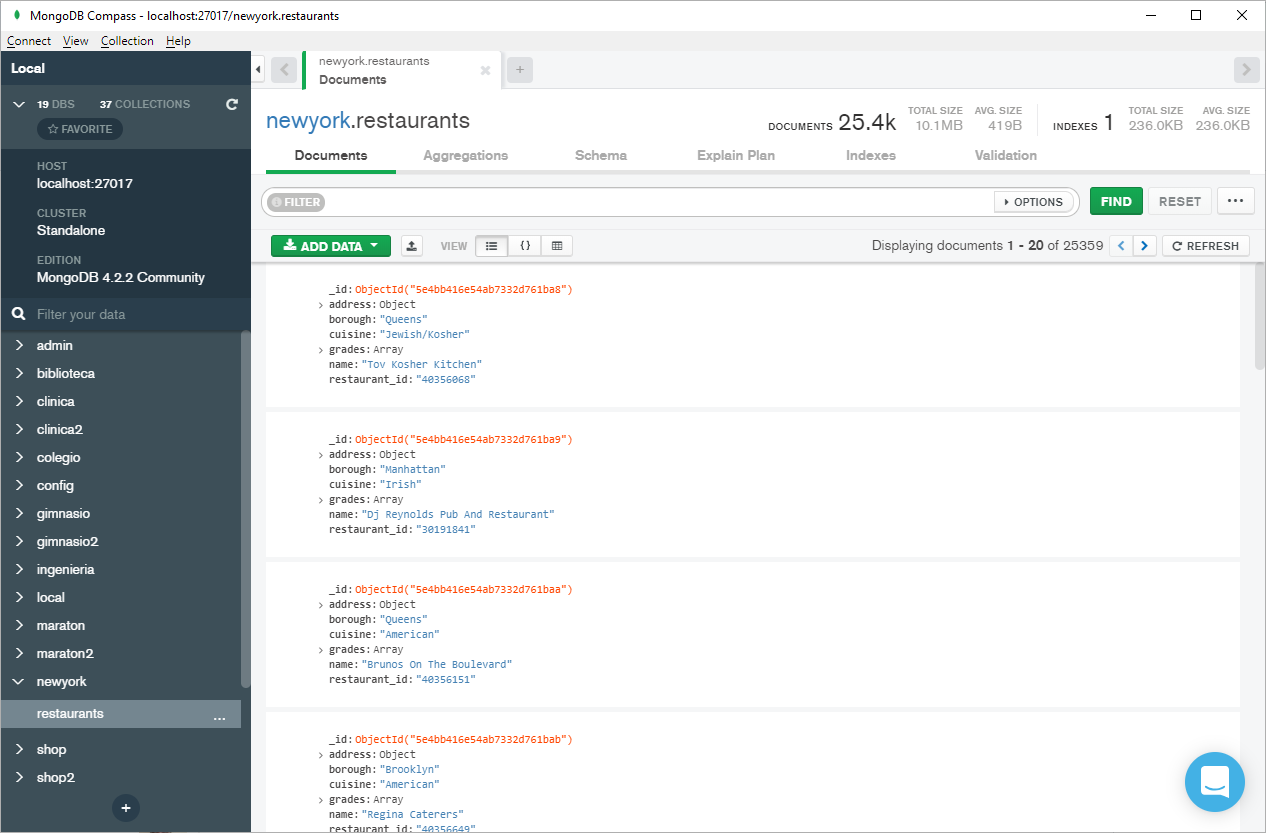 MongoDB Compass - localhost:27017/newyork.restaurants
Connect View Collection Help
Local
19 DBS 37 COLLECTIONS
FAVORITE
HOST
localhost:27017
CLUSTER
Standalone
EDITION
MongoDB 4.2.2 Community
Filter your data
admin
biblioteca
clinica
clinica2
colegio
config
gimnasio
gimnasio2
ingenieria
local
maraton
maraton2
newyork
restaurants ...
shop
shop2
+
newyork.restaurants
Documents
+
newyork.restaurants
DOCUMENTS 25.4k
TOTAL SIZE
10.1MB
AVG. SIZE
419B
INDEXES 1
TOTAL SIZE
236.0KB
AVG. SIZE
236.0KB
Documents Aggregations Schema Explain Plan Indexes Validation
FILTER
OPTIONS
FIND
RESET
...
ADD DATA
VIEW
{}
Displaying documents 1 - 20 of 25359
REFRESH
_id: ObjectId("5e4bb416e54ab7332d761ba8")
address: Object
borough: "Queens"
cuisine: "Jewish/Kosher"
grades: Array
name: "Tov Kosher Kitchen"
restaurant_id: "40356068"
_id: ObjectId("5e4bb416e54ab7332d761ba9")
address: Object
borough: "Manhattan"
cuisine: "Irish"
grades: Array
name: "Dj Reynolds Pub And Restaurant"
restaurant_id: "30191841"
_id: ObjectId("5e4bb416e54ab7332d761baa")
address: Object
borough: "Queens"
cuisine: "American"
grades: Array
name: "Brunos On The Boulevard"
restaurant_id: "40356151"
_id: ObjectId("5e4bb416e54ab7332d761bab")
address: Object
borough: "Brooklyn"
cuisine: "American"
grades: Array
name: "Regina Caterers"
restaurant_id: "40356649"